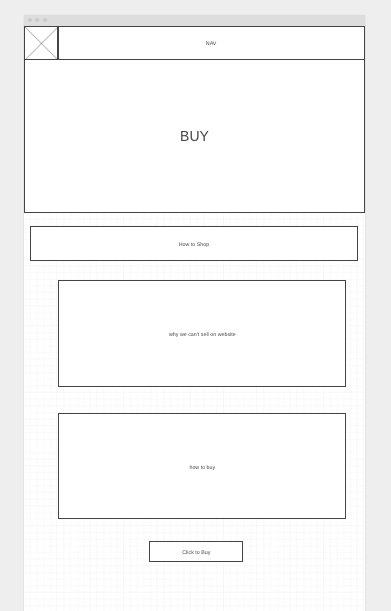 NAV
BUY
How to Shop
why we can't sell on website
how to buy
Click to Buy